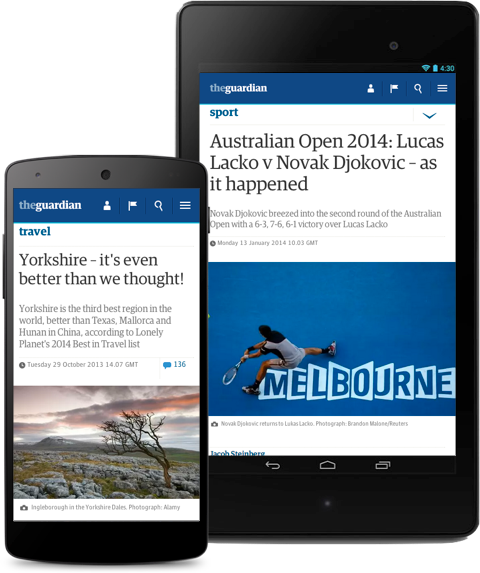 theguardian
travel
Yorkshire – it's even
better than we thought!
Yorkshire is the third best region in the
world, better than Texas, Mallorca and
Hunan in China, according to Lonely
Planet's 2014 Best in Travel list
Tuesday 29 October 2013 14.07 GMT
136
Ingleborough in the Yorkshire Dales. Photograph: Alamy
4:30
theguardian
sport
Australian Open 2014: Lucas
Lacko v Novak Djokovic – as
it happened
Novak Djokovic breezed into the second round of the Australian
Open with a 6-3, 7-6, 6-1 victory over Lucas Lacko
Monday 13 January 2014 10.03 GMT
MELBOURNE
Novak Djokovic returns to Lukas Lacko. Photograph: Brandon Malone/Reuters
Jacob Steinberg